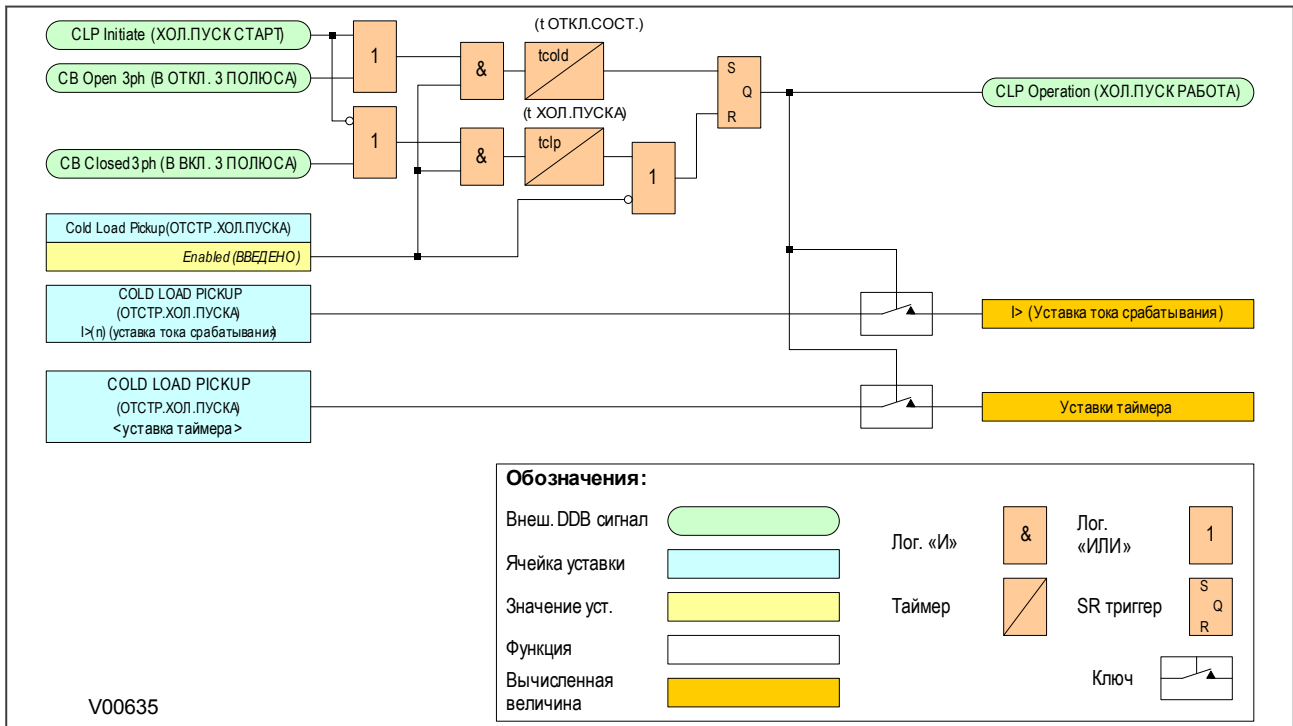 CLP Initiate (ХОЛ.ПУСК СТАРТ)
CB Open 3ph (В ОТКЛ. 3 ПОЛЮСА)
CB Closed 3 ph (В ВКЛ. 3 ПОЛЮСА)
Cold Load Pickup(ОТСТР.ХОЛ.ПУСКА)
Enabled (ВВЕДЕНО)
COLD LOAD PICKUP
(ОТСТР.ХОЛ.ПУСКА)
I>(n) (уставка тока срабатывания)
COLD LOAD PICKUP
(ОТСТР.ХОЛ.ПУСКА)
<уставка таймера>
1
1
&
&
(t ОТКЛ.СОСТ.)
tcold
(t ХОЛ.ПУСКА)
tclp
1
S
Q
R
CLP Operation (ХОЛ.ПУСК РАБОТА)
I> (Уставка тока срабатывания)
Уставки таймера
Обозначения:
Внеш. DDB сигнал
Ячейка уставки
Значение уст.
Функция
Вычисленная
величина
Лог. «И»
&
Лог.
«ИЛИ»
1
Таймер
SR триггер
S
Q
R
Ключ
V00635